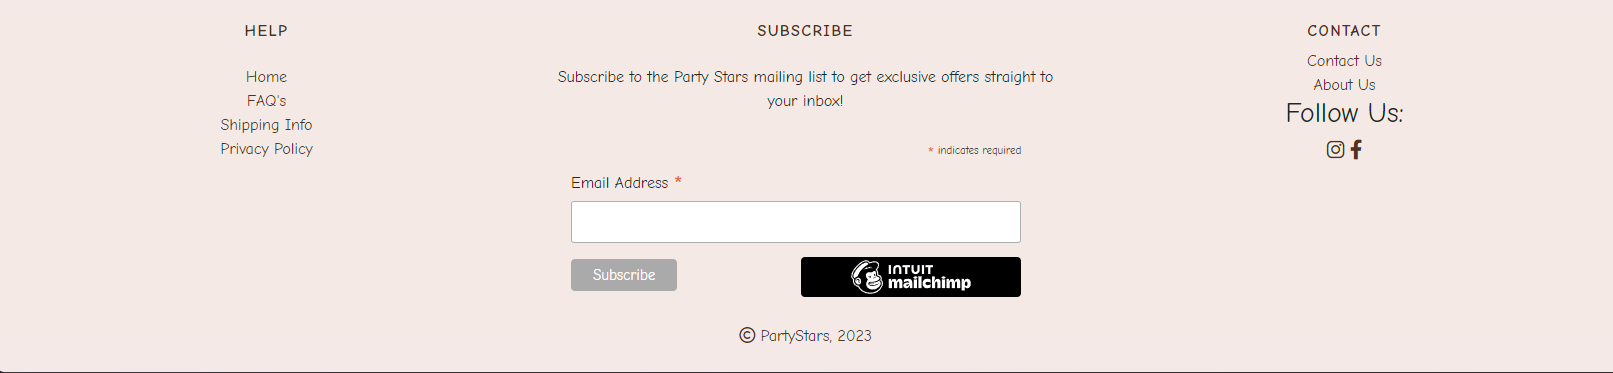 HELP
Home
FAQ's
Shipping Info
Privacy Policy
SUBSCRIBE
Subscribe to the Party Stars mailing list to get exclusive offers straight to
your inbox!
* indicates required
Email Address *
Subscribe
INTUIT
mailchimp
CONTACT
Contact Us
About Us
Follow Us:
© PartyStars, 2023